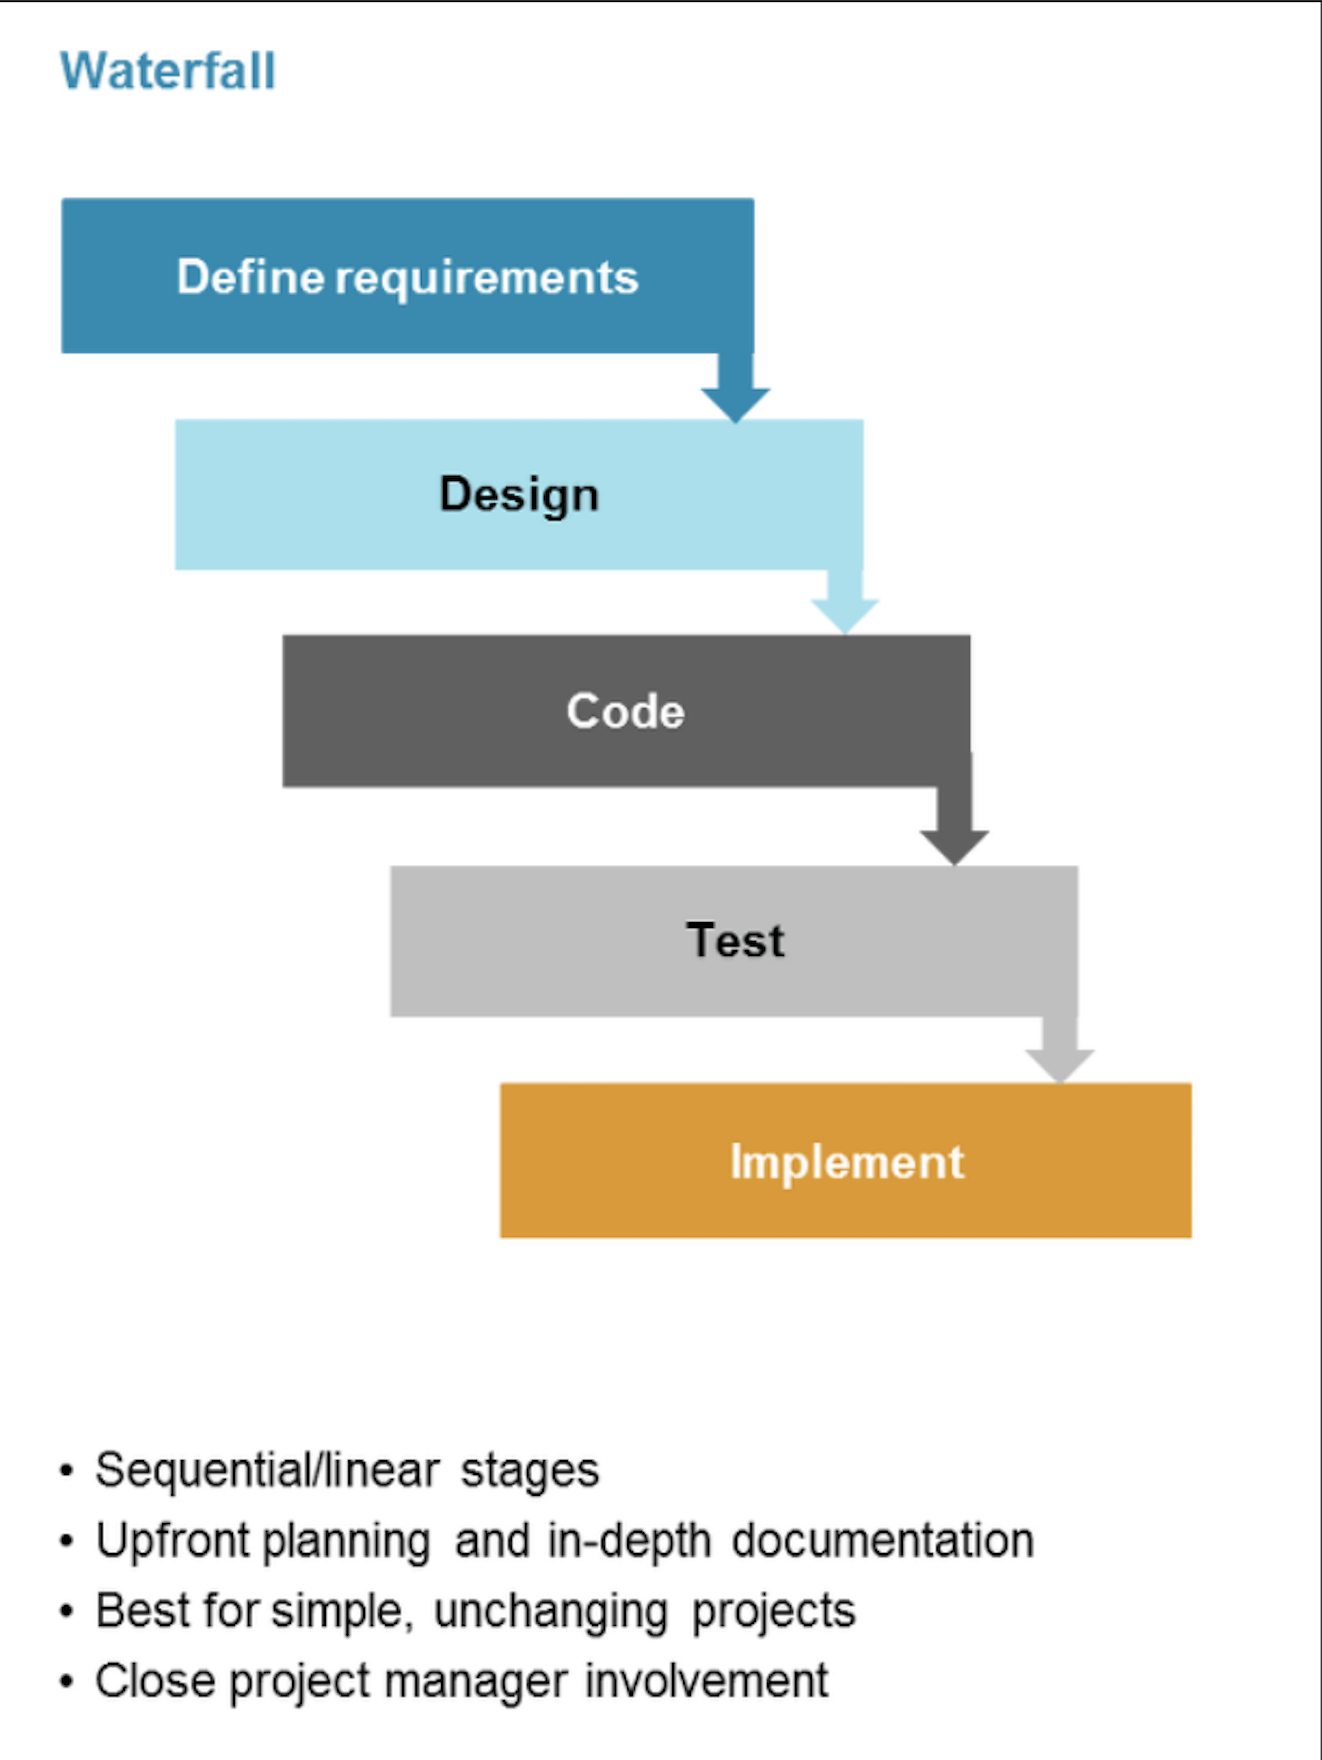 Waterfall
Define requirements
Design
Code
Test
Implement
• Sequential/linear stages
• Upfront planning and in-depth documentation
• Best for simple, unchanging projects
• Close project manager involvement